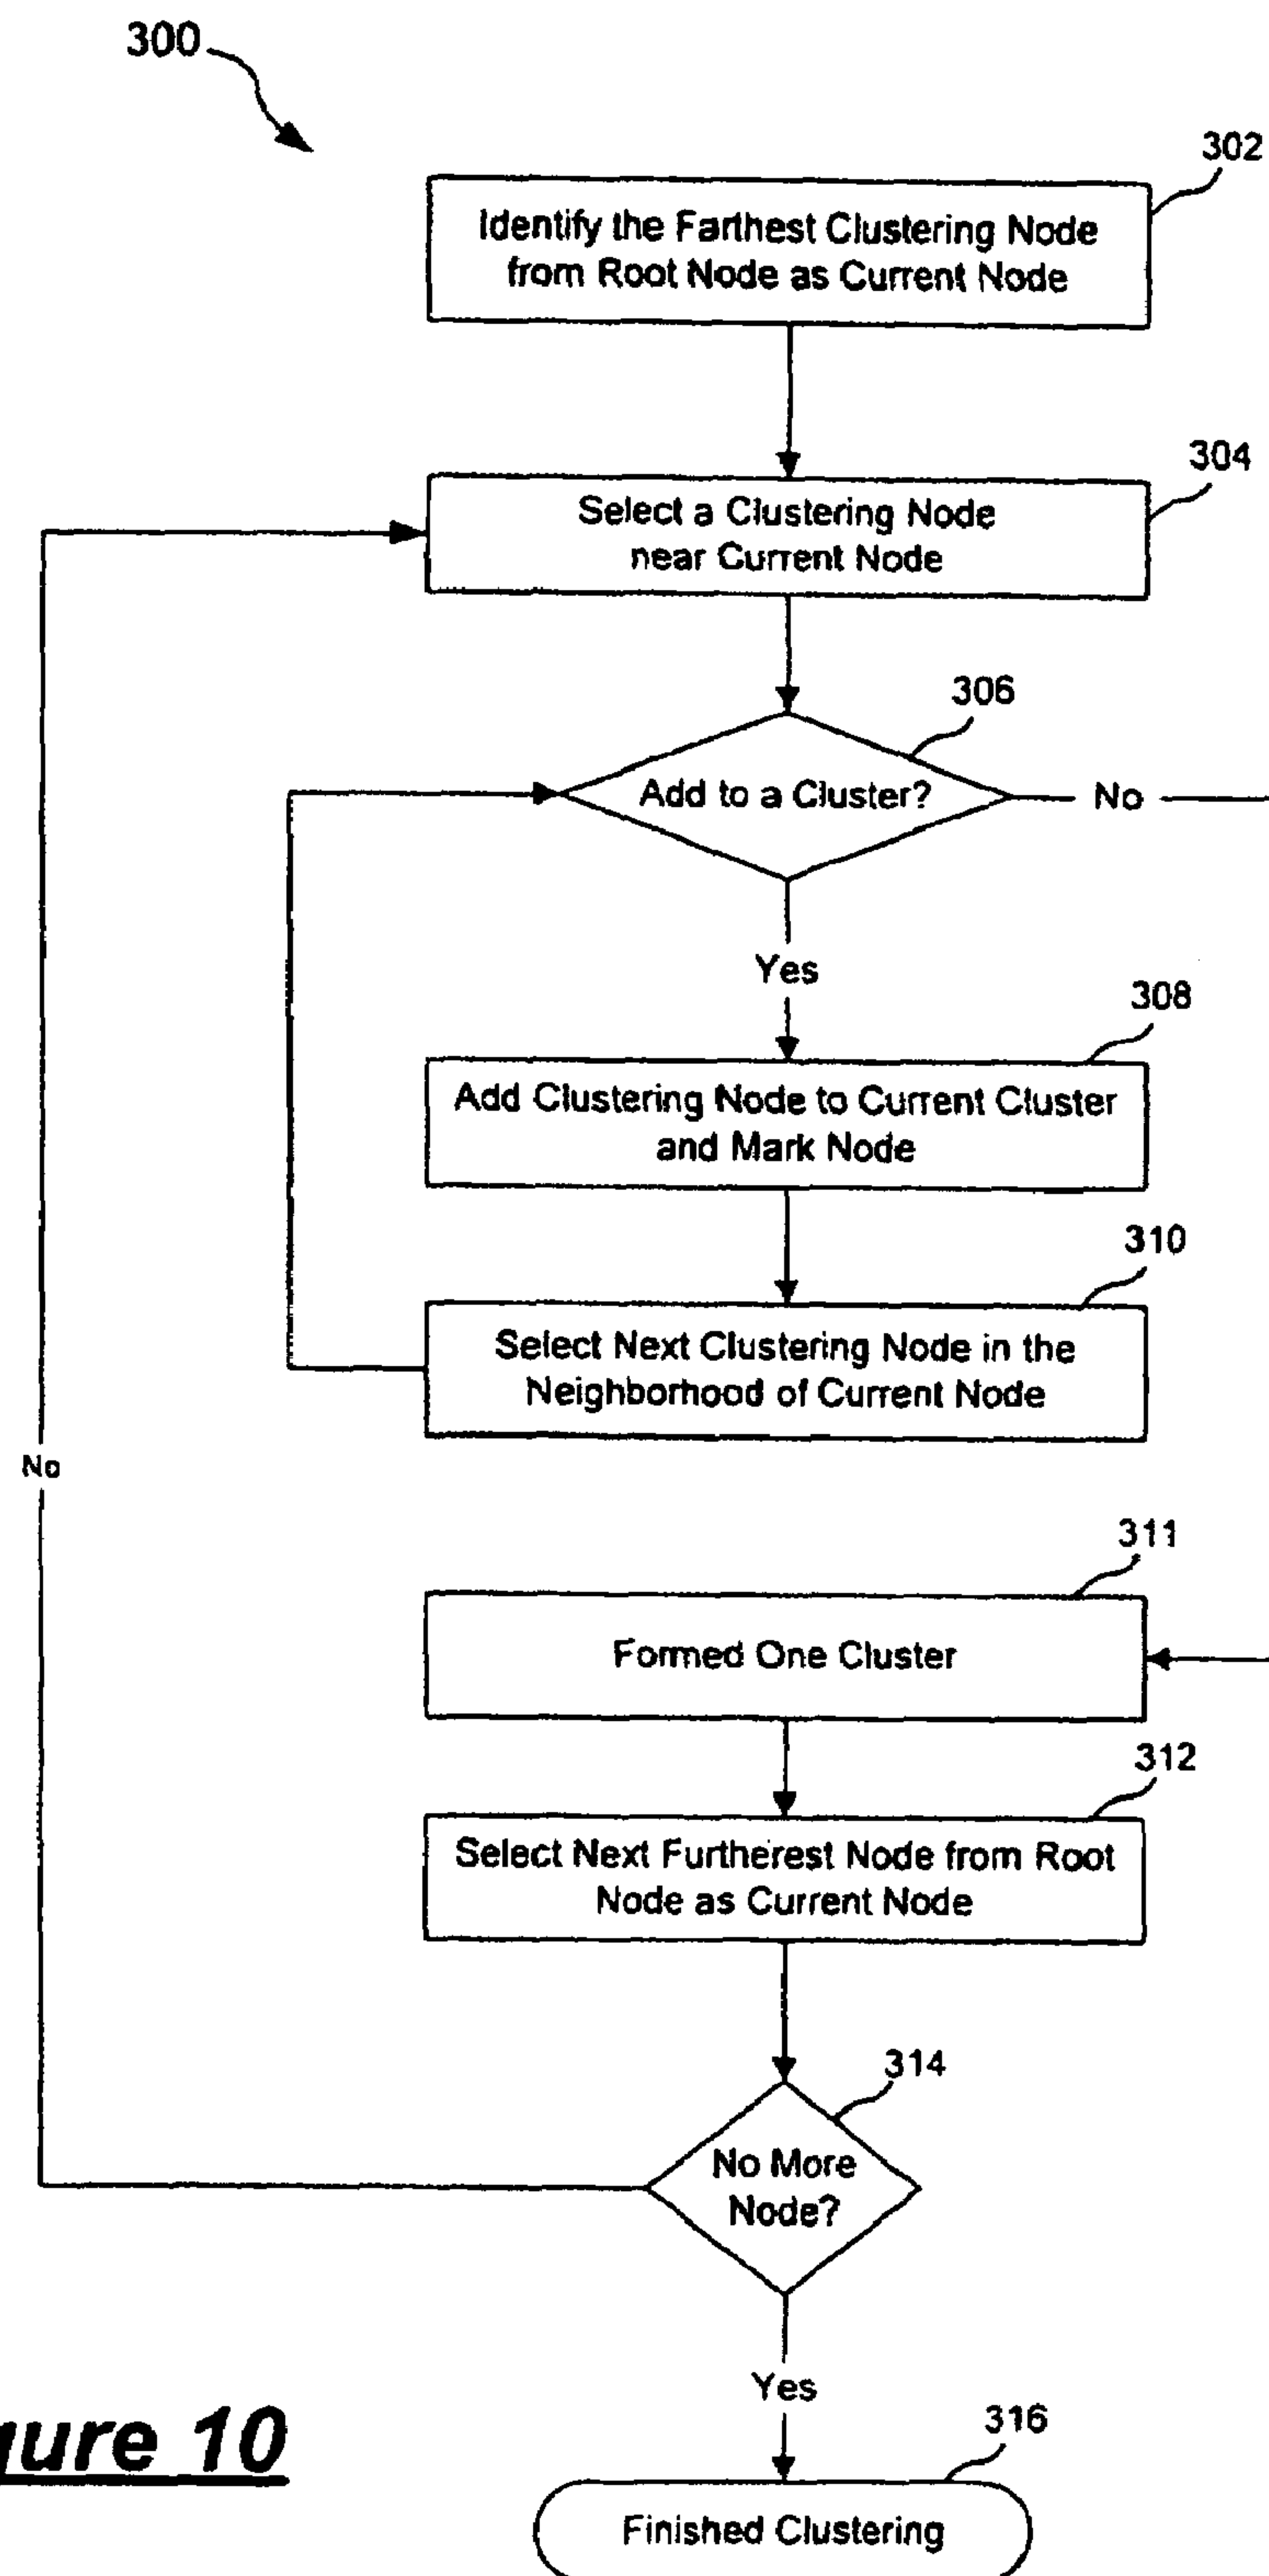 300
302
Identify the Farthest Clustering Node
from Root Node as Current Node
304
Select a Clustering Node
near Current Node
306
Add to a Cluster?
No
Yes
308
Add Clustering Node to Current Cluster
and Mark Node
310
Select Next Clustering Node in the
Neighborhood of Current Node
No
311
Formed One Cluster
312
Select Next Furtherest Node from Root
Node as Current Node
314
No More
Node?
Yes
gure 10
316
Finished Clustering